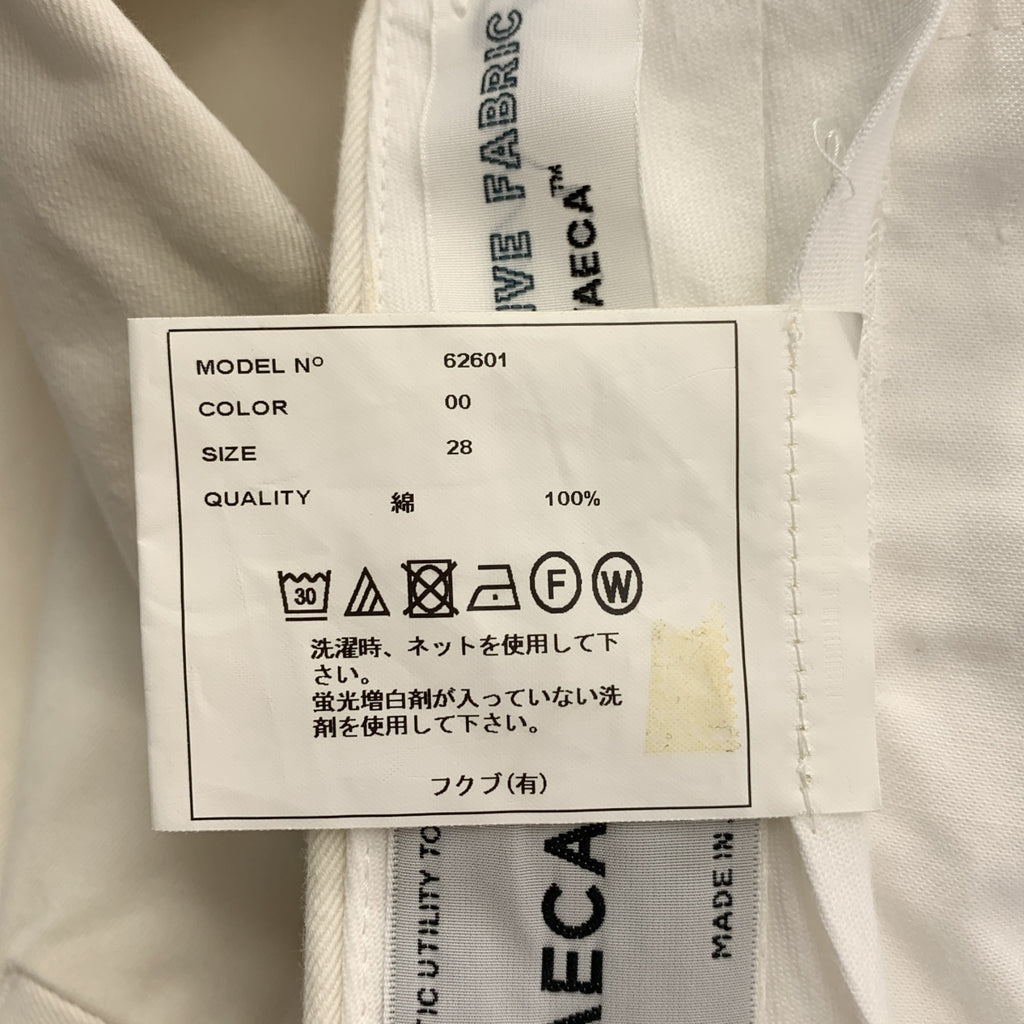 FABRIC
AECA™
MODEL Nº 62601
COLOR 00
SIZE 28
QUALITY 綿 100%
30 F W
洗濯時、ネットを使用して下
さい。
蛍光増白剤が入っていない洗
剤を使用して下さい。
フクブ(有)
UTILITY TO
AECA
MADE IN